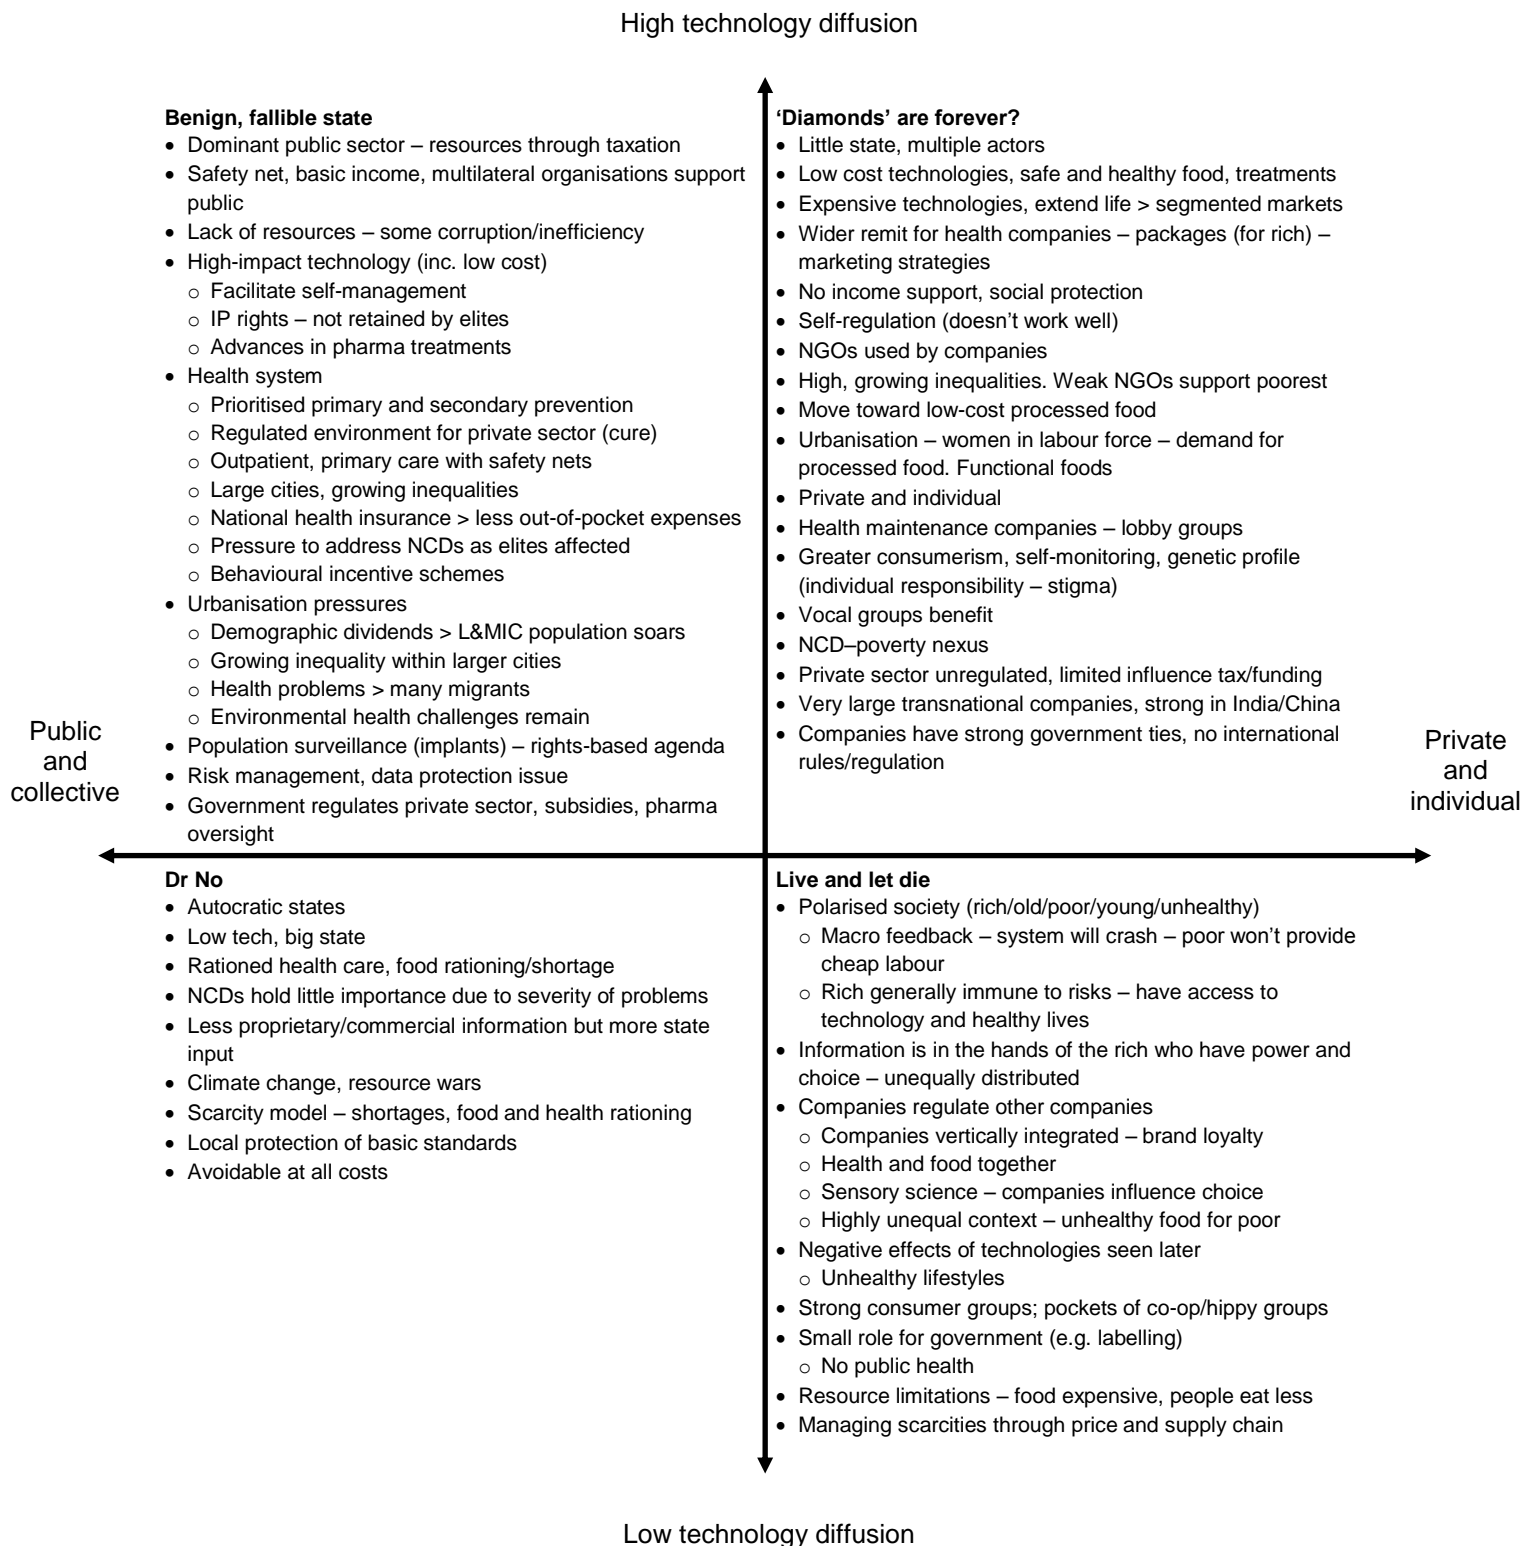 High technology diffusion
Benign, fallible state
• Dominant public sector – resources through taxation
• Safety net, basic income, multilateral organisations support
public
• Lack of resources – some corruption/inefficiency
• High-impact technology (inc. low cost)
o Facilitate self-management
o IP rights – not retained by elites
o Advances in pharma treatments
• Health system
o Prioritised primary and secondary prevention
o Regulated environment for private sector (cure)
o Outpatient, primary care with safety nets
o Large cities, growing inequalities
o National health insurance > less out-of-pocket expenses
o Pressure to address NCDs as elites affected
o Behavioural incentive schemes
• Urbanisation pressures
o Demographic dividends > L&MIC population soars
o Growing inequality within larger cities
o Health problems > many migrants
o Environmental health challenges remain
• Population surveillance (implants) – rights-based agenda
• Risk management, data protection issue
• Government regulates private sector, subsidies, pharma
oversight
‘Diamonds’ are forever?
• Little state, multiple actors
• Low cost technologies, safe and healthy food, treatments
• Expensive technologies, extend life > segmented markets
• Wider remit for health companies – packages (for rich) –
marketing strategies
• No income support, social protection
• Self-regulation (doesn’t work well)
• NGOs used by companies
• High, growing inequalities. Weak NGOs support poorest
• Move toward low-cost processed food
• Urbanisation – women in labour force – demand for
processed food. Functional foods
• Private and individual
• Health maintenance companies – lobby groups
• Greater consumerism, self-monitoring, genetic profile
(individual responsibility – stigma)
• Vocal groups benefit
• NCD–poverty nexus
• Private sector unregulated, limited influence tax/funding
• Very large transnational companies, strong in India/China
• Companies have strong government ties, no international
rules/regulation
Public
and
collective
Private
and
individual
Dr No
• Autocratic states
• Low tech, big state
• Rationed health care, food rationing/shortage
• NCDs hold little importance due to severity of problems
• Less proprietary/commercial information but more state
input
• Climate change, resource wars
• Scarcity model – shortages, food and health rationing
• Local protection of basic standards
• Avoidable at all costs
Live and let die
• Polarised society (rich/old/poor/young/unhealthy)
o Macro feedback – system will crash – poor won’t provide
cheap labour
o Rich generally immune to risks – have access to
technology and healthy lives
• Information is in the hands of the rich who have power and
choice – unequally distributed
• Companies regulate other companies
o Companies vertically integrated – brand loyalty
o Health and food together
o Sensory science – companies influence choice
o Highly unequal context – unhealthy food for poor
• Negative effects of technologies seen later
o Unhealthy lifestyles
• Strong consumer groups; pockets of co-op/hippy groups
• Small role for government (e.g. labelling)
o No public health
• Resource limitations – food expensive, people eat less
• Managing scarcities through price and supply chain
Low technology diffusion